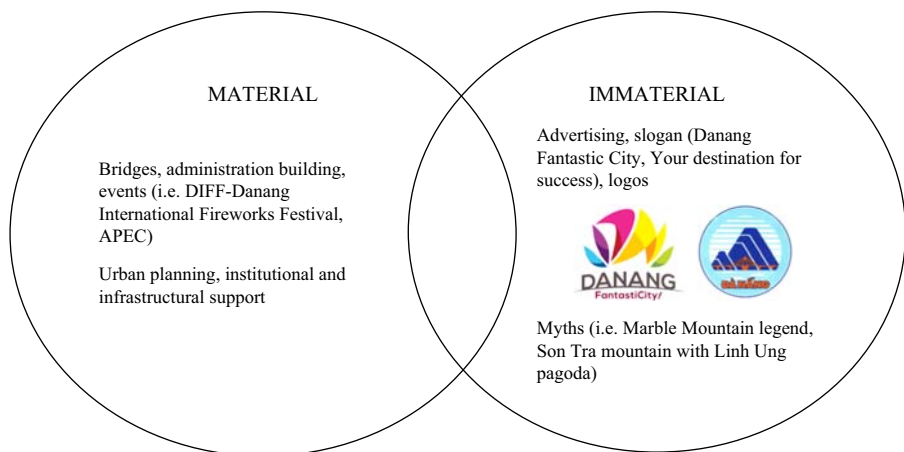 MATERIAL
Bridges, administration building,
events (i.e. DIFF-Danang
International Fireworks Festival,
APEC)
Urban planning, institutional and
infrastructural support
IMMATERIAL
Advertising, slogan (Danang
Fantastic City, Your destination for
success), logos
DANANG
FantastiCity!
ĐÀ NẴNG
Myths (i.e. Marble Mountain legend,
Son Tra mountain with Linh Ung
pagoda)